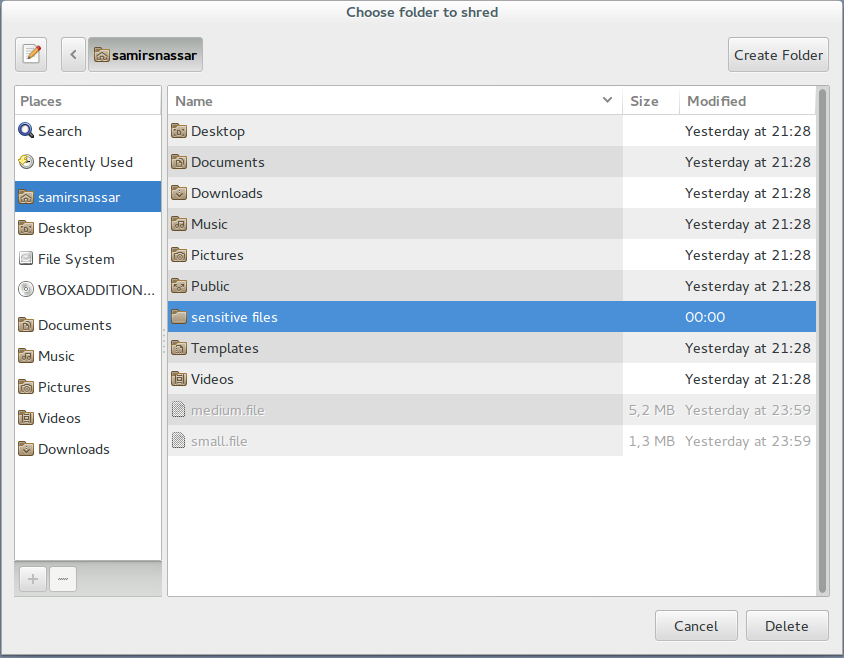 Choose folder to shred
samirsnassar
Create Folder
Places
Search
Recently Used
samirsnassar
Desktop
File System
VBOXADDITION...
Documents
Music
Pictures
Videos
Downloads
Name Size Modified
Desktop Yesterday at 21:28
Documents Yesterday at 21:28
Downloads Yesterday at 21:28
Music Yesterday at 21:28
Pictures Yesterday at 21:28
Public Yesterday at 21:28
sensitive files 00:00
Templates Yesterday at 21:28
Videos Yesterday at 21:28
medium.file 5,2 MB Yesterday at 23:59
small.file 1,3 MB Yesterday at 23:59
Cancel
Delete